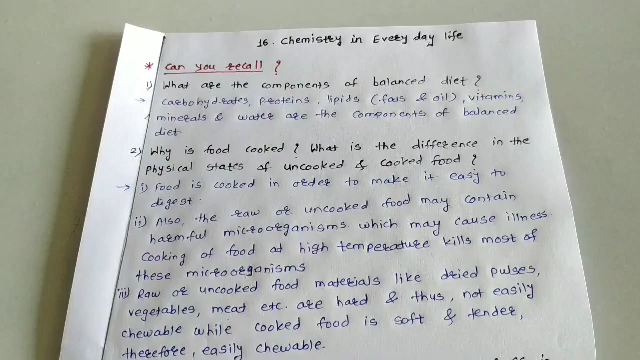 16. Chemistry in Every day life
* Can you recall ?
1) What are the components of balanced diet ?
→ carbohydrates, proteins, lipids (fats & oil), vitamins,
minerals & water are the components of balanced
diet
2) Why is food cooked ? What is the difference in the
physical states of uncooked & cooked food ?
→ i) Food is cooked in order to make it easy to
digest.
ii) Also, the raw or uncooked food may contain
harmful microorganisms which may cause illness.
Cooking of food at high temperature kills most of
these microorganisms
iii) Raw or uncooked food materials like dried pulses,
vegetables, meat etc. are hard & thus, not easily
chewable while cooked food is soft & tender,
therefore, easily chewable.